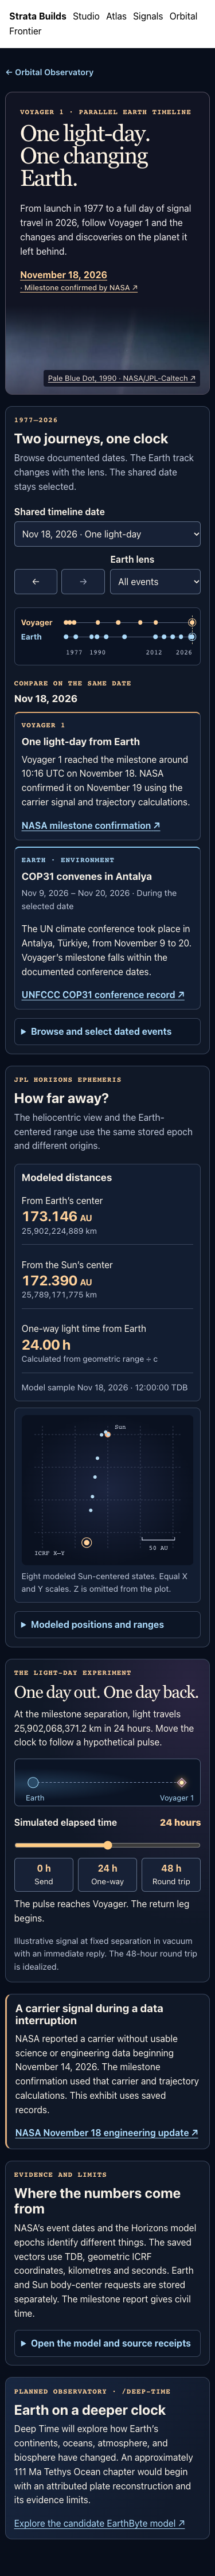 Strata Builds Studio Atlas Signals Orbital
Frontier
← Orbital Observatory
VOYAGER 1 · PARALLEL EARTH TIMELINE
One light-day.
One changing
Earth.
From launch in 1977 to a full day of signal
travel in 2026, follow Voyager 1 and the
changes and discoveries on the planet it
left behind.
November 18, 2026
· Milestone confirmed by NASA ↗
Pale Blue Dot, 1990 · NASA/JPL-Caltech ↗
1977–2026
Two journeys, one clock
Browse documented dates. The Earth track
changes with the lens. The shared date
stays selected.
Shared timeline date
Nov 18, 2026 · One light-day
Earth lens
← → All events
Voyager
Earth
1977 1990 2012 2026
COMPARE ON THE SAME DATE
Nov 18, 2026
VOYAGER 1
One light-day from Earth
Voyager 1 reached the milestone around
10:16 UTC on November 18. NASA
confirmed it on November 19 using the
carrier signal and trajectory calculations.
NASA milestone confirmation ↗
EARTH · ENVIRONMENT
COP31 convenes in Antalya
Nov 9, 2026 – Nov 20, 2026 · During the
selected date
The UN climate conference took place in
Antalya, Türkiye, from November 9 to 20.
Voyager's milestone falls within the
documented conference dates.
UNFCCC COP31 conference record ↗
▶ Browse and select dated events
JPL HORIZONS EPHEMERIS
How far away?
The heliocentric view and the Earth-
centered range use the same stored epoch
and different origins.
Modeled distances
From Earth's center
173.146 AU
25,902,224,889 km
From the Sun's center
172.390 AU
25,789,171,775 km
One-way light time from Earth
24.00 h
Calculated from geometric range ÷ c
Model sample Nov 18, 2026 · 12:00:00 TDB
Sun
50 AU
ICRF X–Y
Eight modeled Sun-centered states. Equal X
and Y scales. Z is omitted from the plot.
▶ Modeled positions and ranges
THE LIGHT-DAY EXPERIMENT
One day out. One day back.
At the milestone separation, light travels
25,902,068,371.2 km in 24 hours. Move the
clock to follow a hypothetical pulse.
Earth Voyager 1
Simulated elapsed time 24 hours
0 h 24 h 48 h
Send One-way Round trip
The pulse reaches Voyager. The return leg
begins.
Illustrative signal at fixed separation in vacuum
with an immediate reply. The 48-hour round trip
is idealized.
A carrier signal during a data
interruption
NASA reported a carrier without usable
science or engineering data beginning
November 14, 2026. The milestone
confirmation used that carrier and trajectory
calculations. This exhibit uses saved
records.
NASA November 18 engineering update ↗
EVIDENCE AND LIMITS
Where the numbers come
from
NASA's event dates and the Horizons model
epochs identify different things. The saved
vectors use TDB, geometric ICRF
coordinates, kilometres and seconds. Earth
and Sun body-center requests are stored
separately. The milestone report gives civil
time.
▶ Open the model and source receipts
PLANNED OBSERVATORY · /DEEP-TIME
Earth on a deeper clock
Deep Time will explore how Earth's
continents, oceans, atmosphere, and
biosphere have changed. An approximately
111 Ma Tethys Ocean chapter would begin
with an attributed plate reconstruction and
its evidence limits.
Explore the candidate EarthByte model ↗